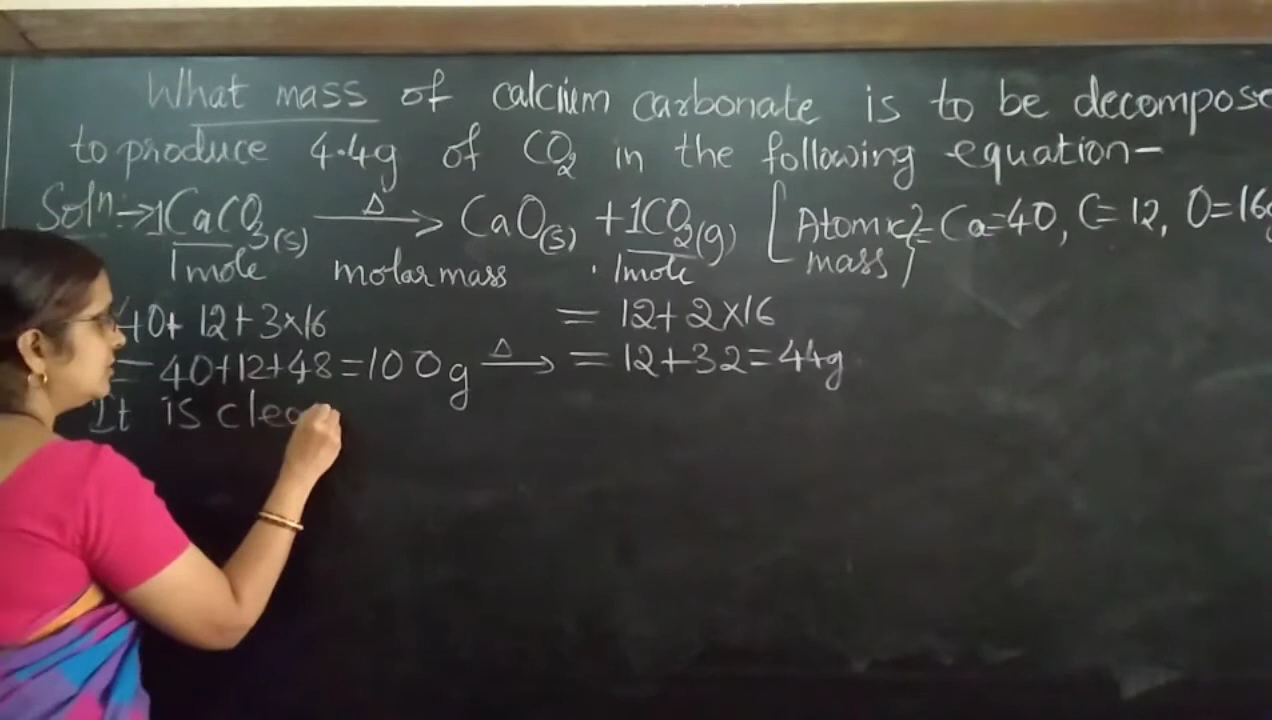 What mass of calcium carbonate is to be decompose
to produce 4.4g of CO2 in the following equation-
Soln:-> 1CaCO3(s) Δ→ CaO(s) + 1CO2(g) [Atomic mass} = Ca=40, C=12, O=16g
1mole molar mass . 1mole
40+ 12+3×16 = 12+2×16
= 40+12+48=100g Δ→ = 12+32=44g
It is clea